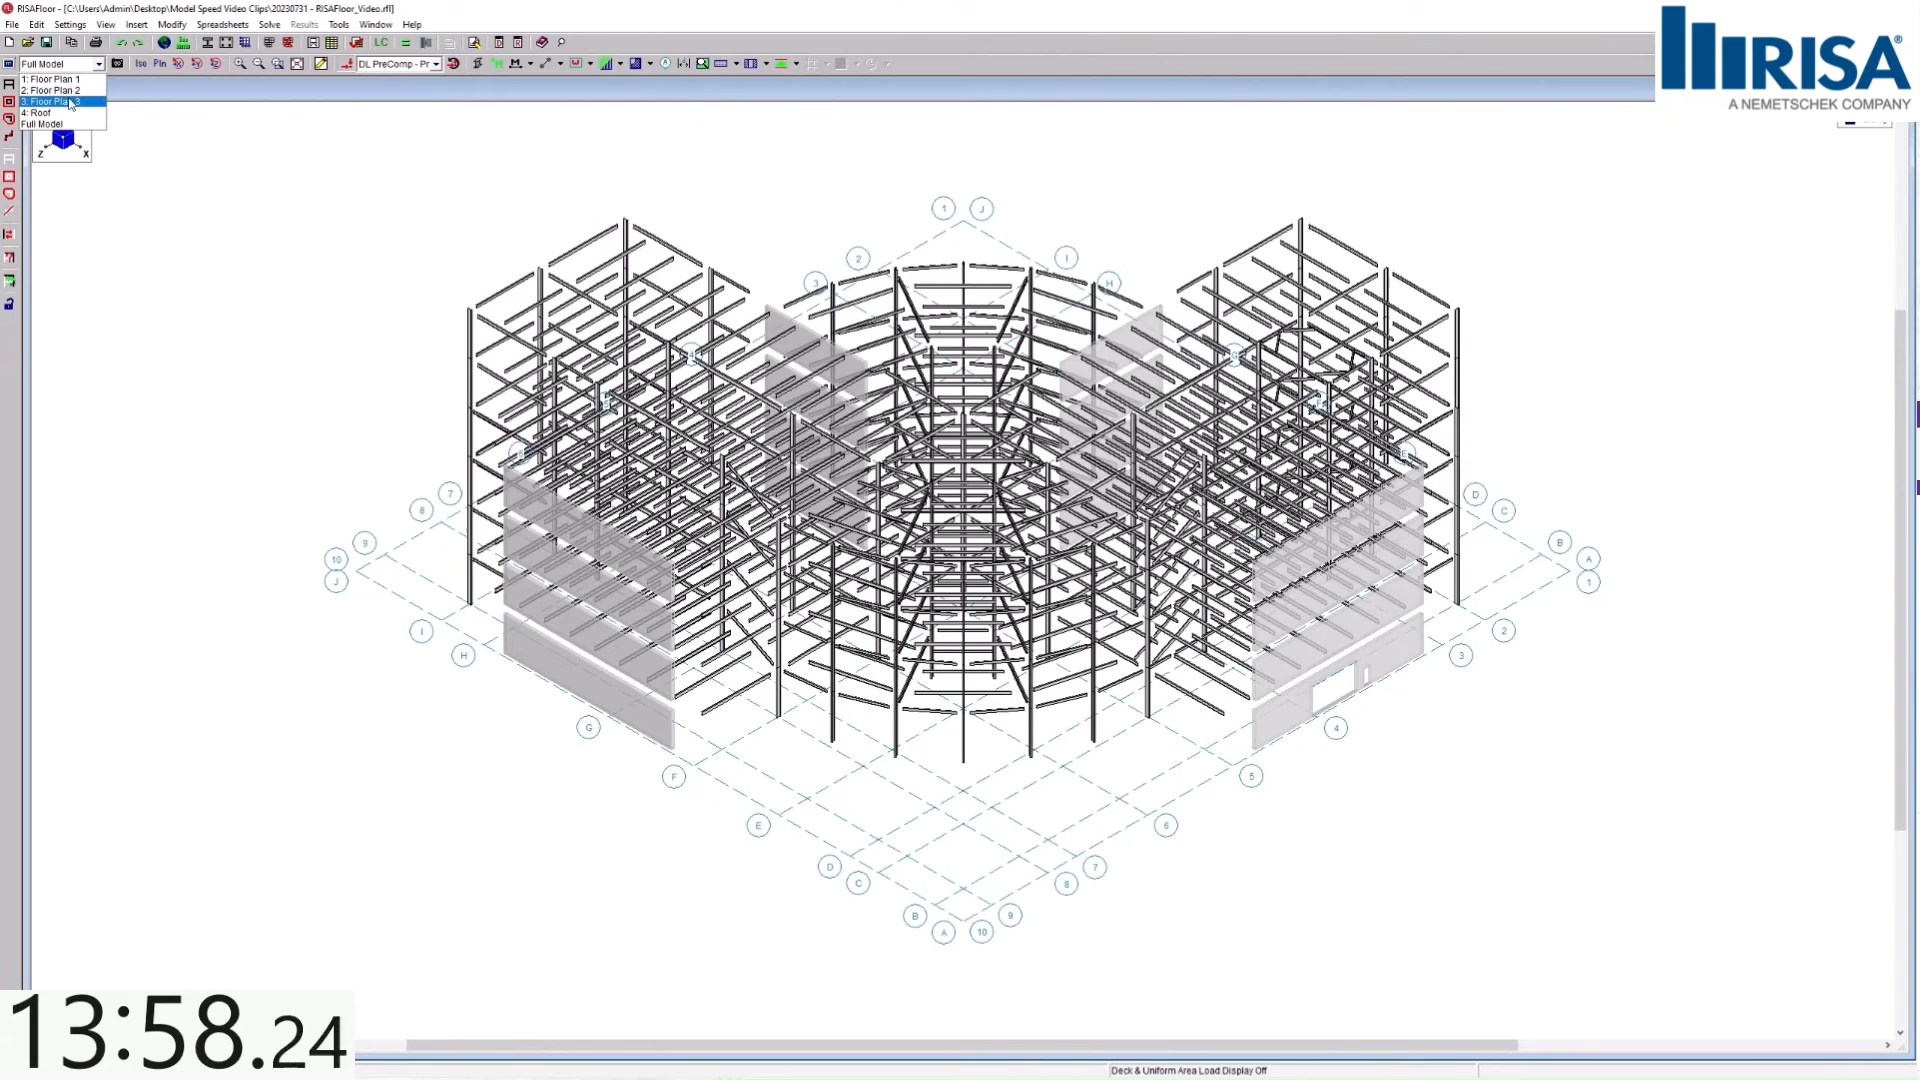 RISAFloor - [C:\Users\Admin\Desktop\Model Speed Video Clips\20230731 - RISAFloor_Video.rfl]
File Edit Settings View Insert Modify Spreadsheets Solve Results Tools Window Help
LC
Full Model
Iso Pln
DL PreComp - Pr
1: Floor Plan 1
2: Floor Plan 2
3: Floor Plan 3
4: Roof
Full Model
Z X
RISA®
A NEMETSCHEK COMPANY
1 J
2 I
3 H
4 G
E
7 D
8 C
9 B
10 A
J 1
I 2
H 3
G 4
F 5
E 6
D 7
C 8
B 9
A 10
13:58.24
Deck & Uniform Area Load Display Off